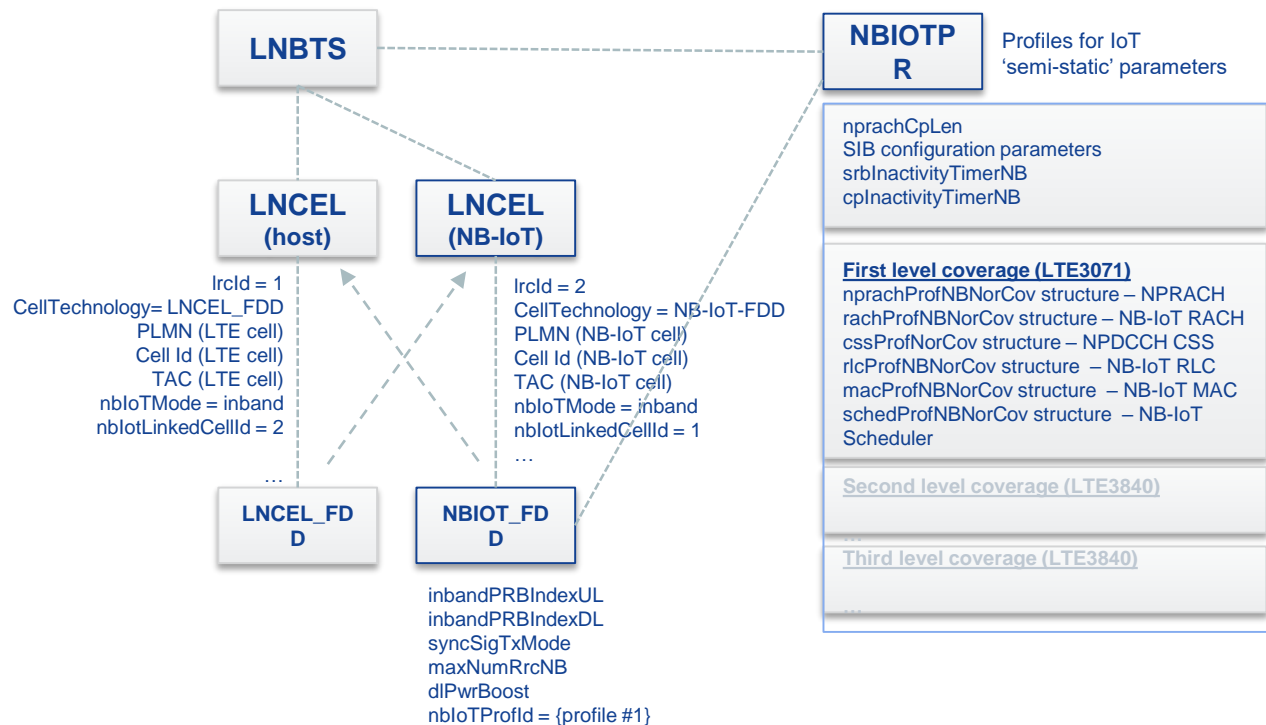 LNBTS
NBIOTP
R
Profiles for IoT
‘semi-static’ parameters
nprachCpLen
SIB configuration parameters
srbInactivityTimerNB
cpInactivityTimerNB
LNCEL
(host)
LNCEL
(NB-IoT)
lrcId = 1
CellTechnology= LNCEL_FDD
PLMN (LTE cell)
Cell Id (LTE cell)
TAC (LTE cell)
nbIoTMode = inband
nbIotLinkedCellId = 2
…
lrcId = 2
CellTechnology = NB-IoT-FDD
PLMN (NB-IoT cell)
Cell Id (NB-IoT cell)
TAC (NB-IoT cell)
nbIoTMode = inband
nbIotLinkedCellId = 1
…
First level coverage (LTE3071)
nprachProfNBNorCov structure – NPRACH
rachProfNBNorCov structure – NB-IoT RACH
cssProfNorCov structure – NPDCCH CSS
rlcProfNBNorCov structure – NB-IoT RLC
macProfNBNorCov structure – NB-IoT MAC
schedProfNBNorCov structure – NB-IoT
Scheduler
Second level coverage (LTE3840)
…
Third level coverage (LTE3840)
…
LNCEL_FD
D
NBIOT_FD
D
inbandPRBIndexUL
inbandPRBIndexDL
syncSigTxMode
maxNumRrcNB
dlPwrBoost
nbIoTProfId = {profile #1}